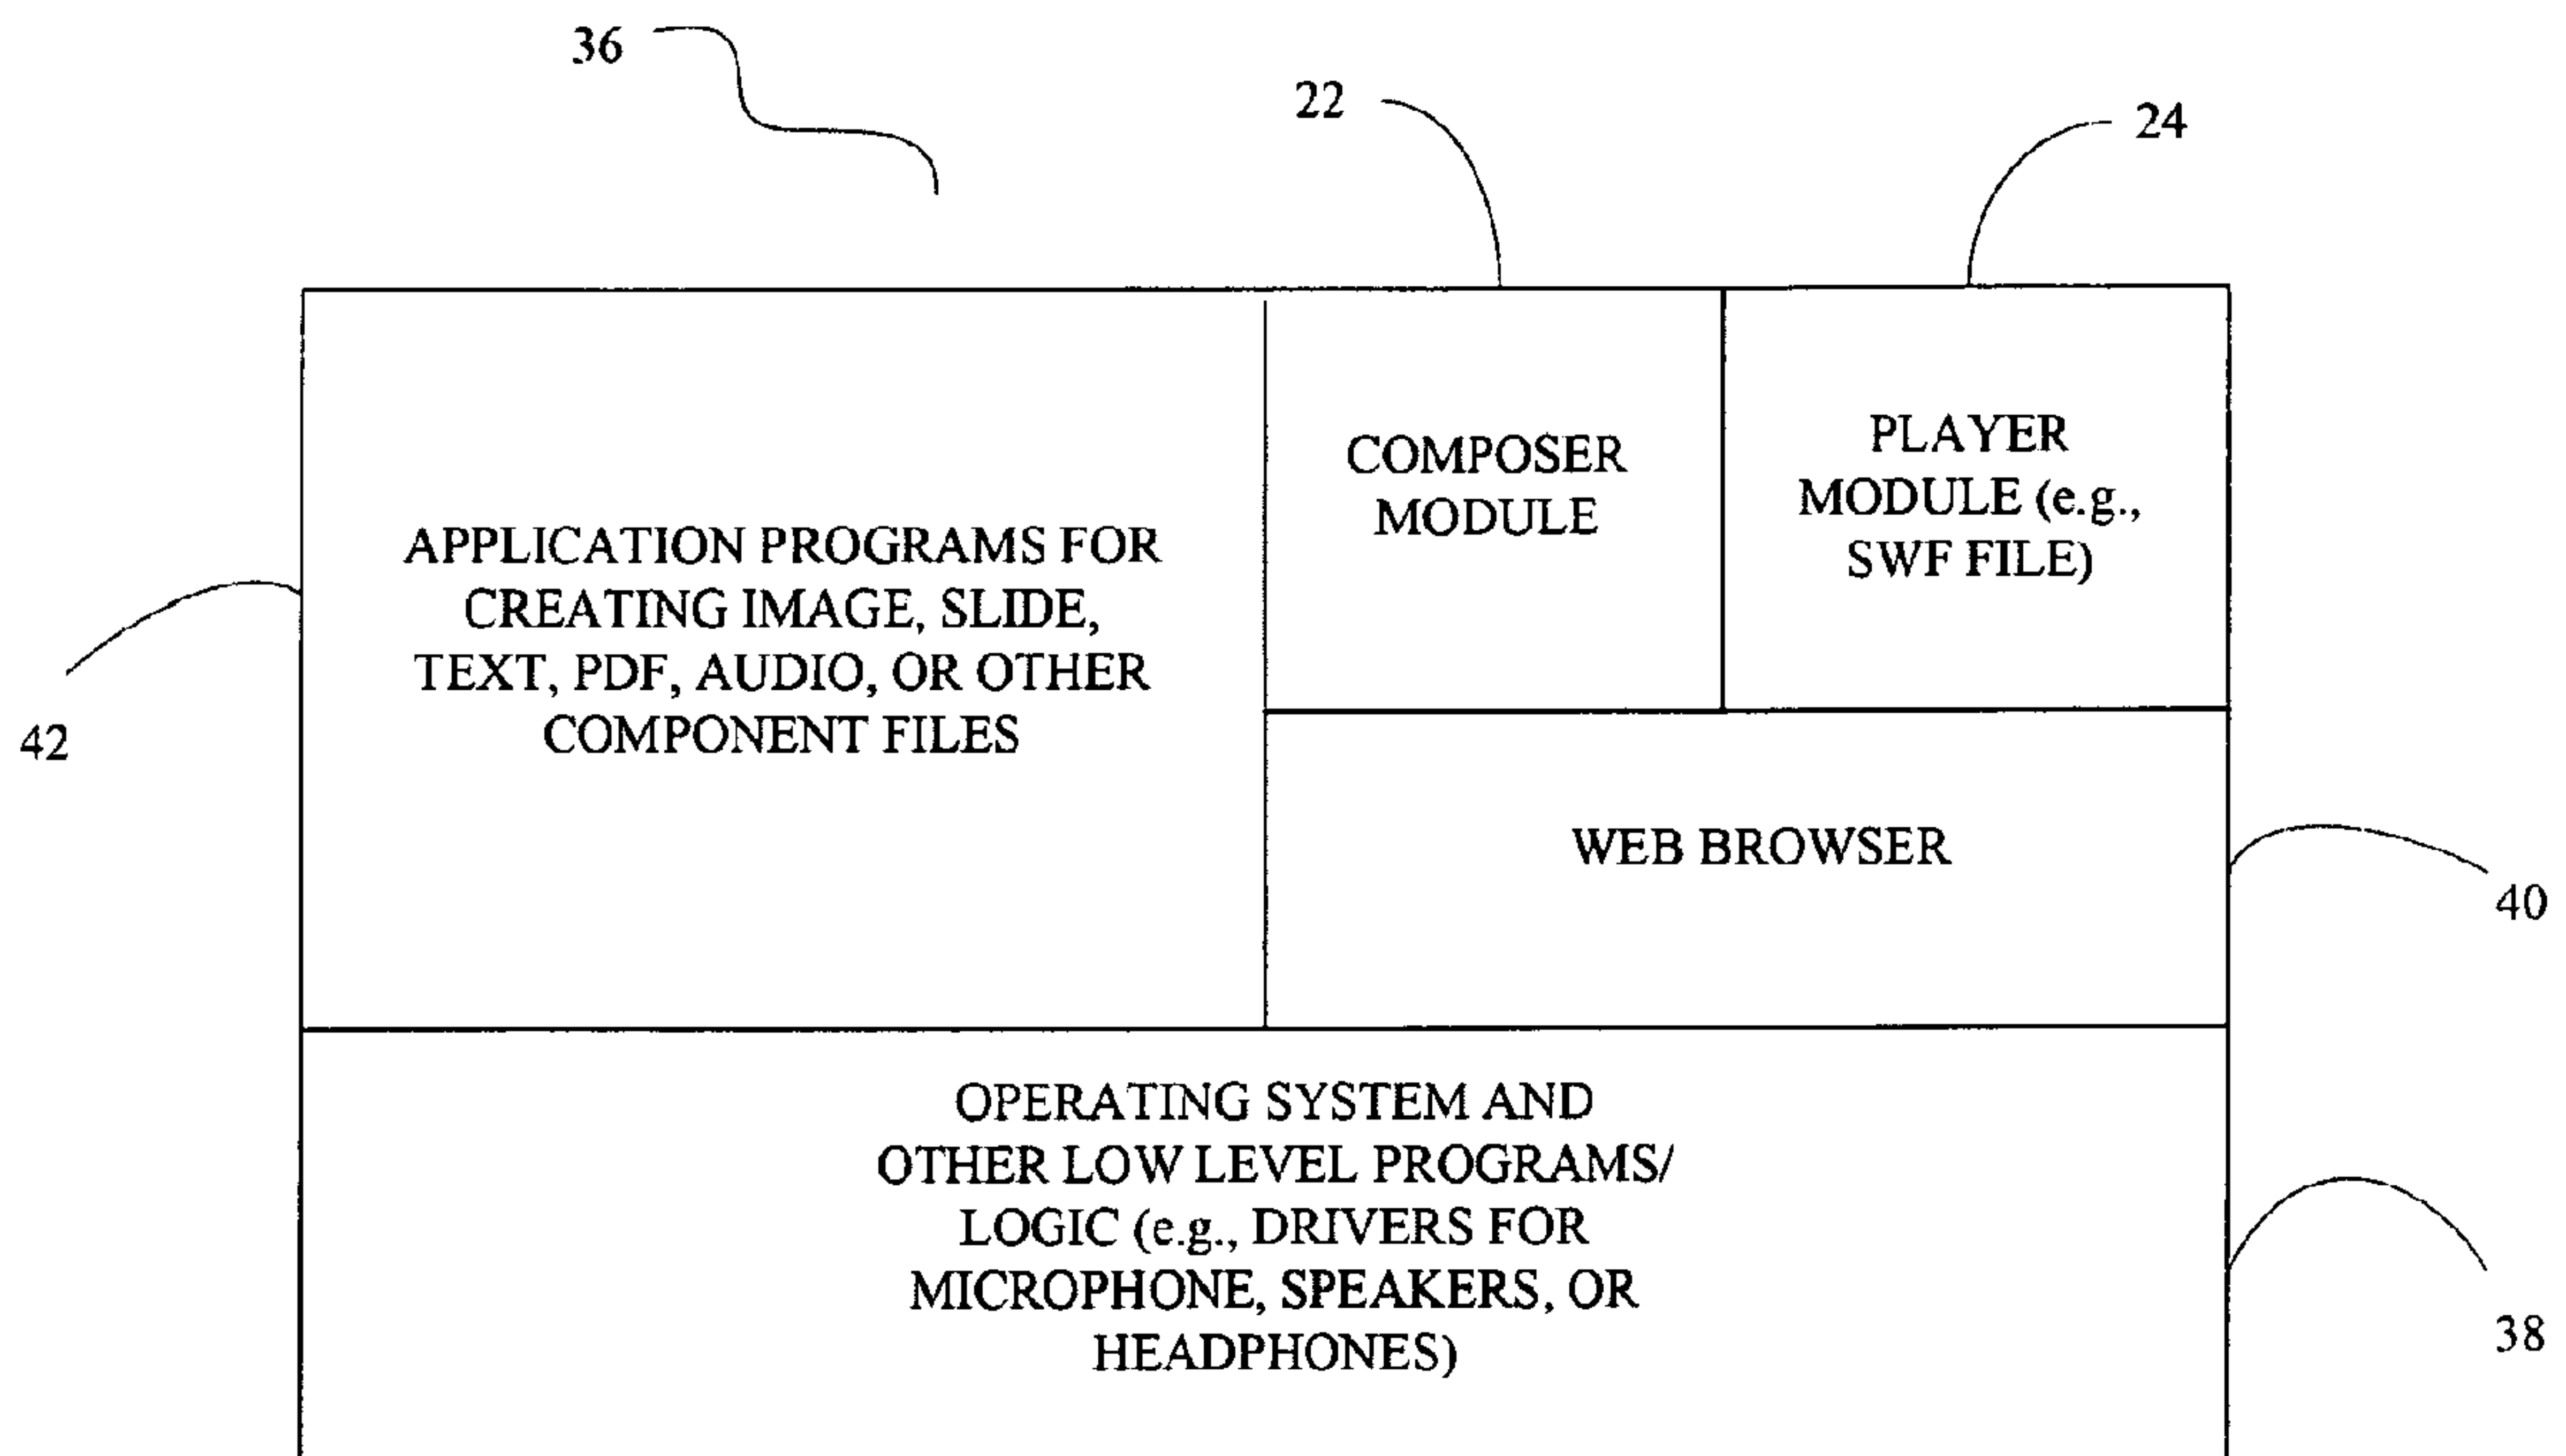 36
22
24
COMPOSER
MODULE
PLAYER
MODULE (e.g.,
SWF FILE)
APPLICATION PROGRAMS FOR
CREATING IMAGE, SLIDE,
TEXT, PDF, AUDIO, OR OTHER
COMPONENT FILES
42
WEB BROWSER
40
OPERATING SYSTEM AND
OTHER LOW LEVEL PROGRAMS/
LOGIC (e.g., DRIVERS FOR
MICROPHONE, SPEAKERS, OR
HEADPHONES)
38